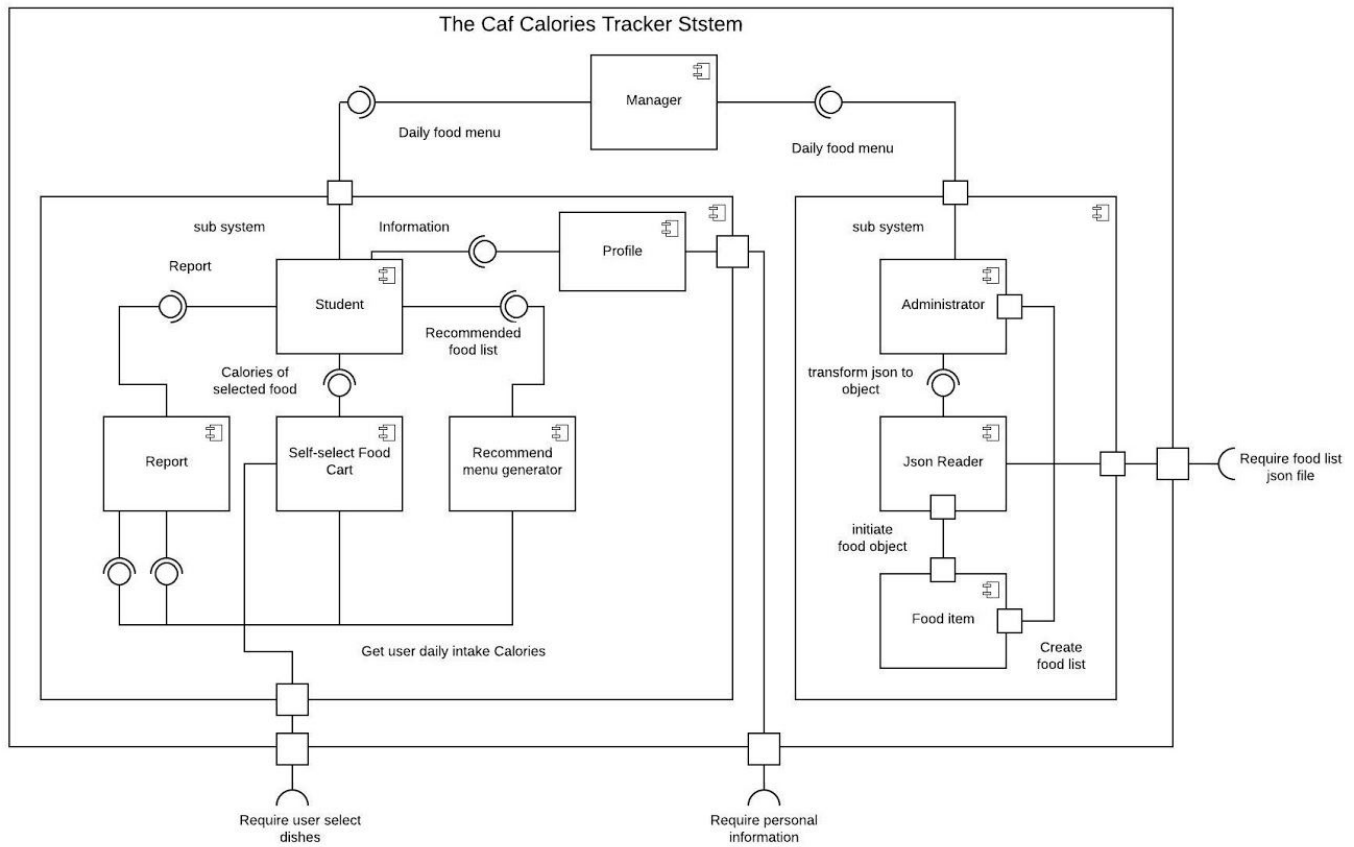 The Caf Calories Tracker Ststem
Manager
Daily food menu
Daily food menu
sub system
Information
Profile
sub system
Report
Student
Administrator
Recommended
food list
Calories of
selected food
transform json to
object
Report
Self-select Food
Cart
Recommend
menu generator
Json Reader
Require food list
json file
initiate
food object
Food item
Get user daily intake Calories
Create
food list
Require user select
dishes
Require personal
information